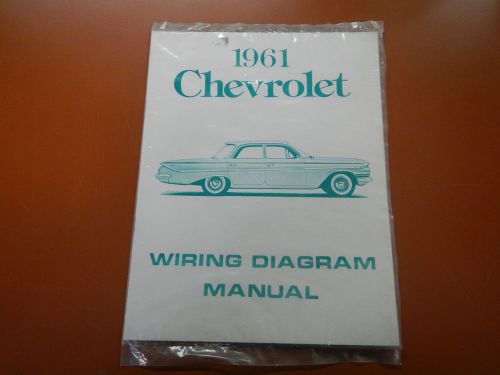 1961
Chevrolet
WIRING DIAGRAM
MANUAL